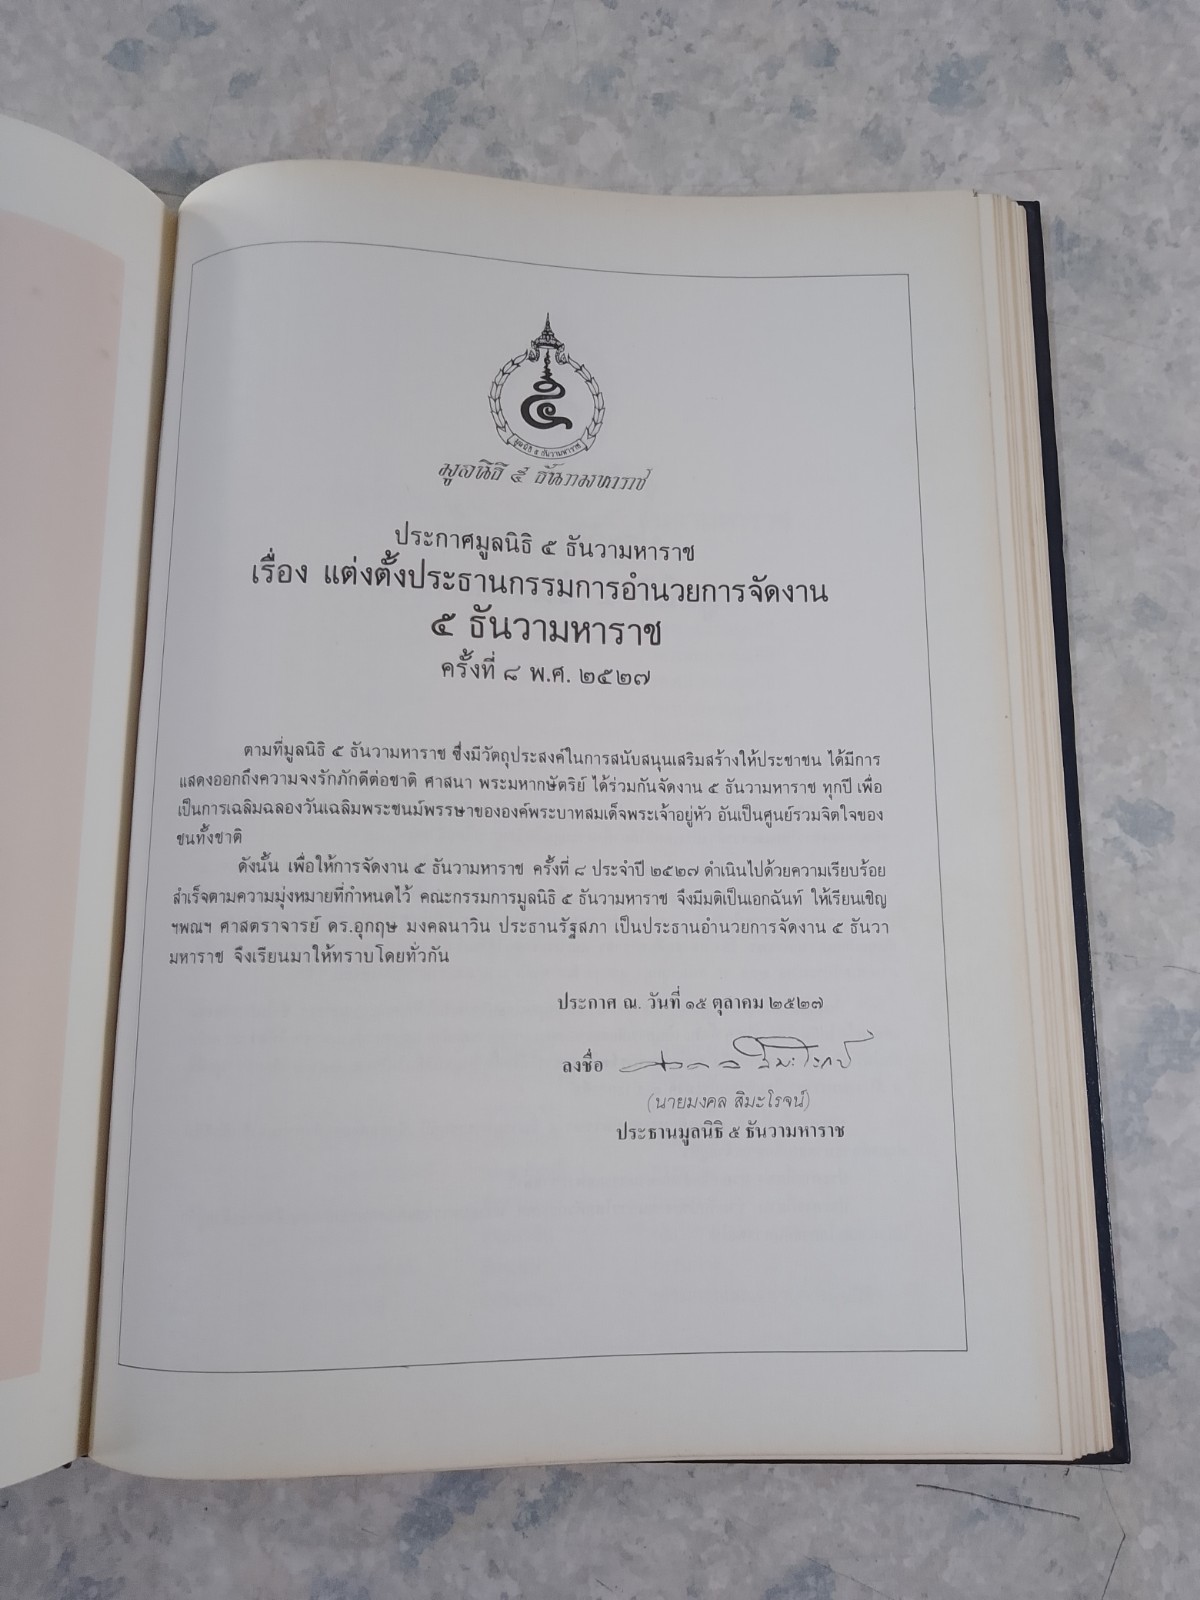 มูลนิธิ ๕ ธันวามหาราช
มูลนิธิ ๕ ธันวามหาราช
ประกาศมูลนิธิ ๕ ธันวามหาราช
เรื่อง แต่งตั้งประธานกรรมการอำนวยการจัดงาน
๕ ธันวามหาราช
ครั้งที่ ๘ พ.ศ. ๒๕๒๗
ตามที่มูลนิธิ ๕ ธันวามหาราช ซึ่งมีวัตถุประสงค์ในการสนับสนุนเสริมสร้างให้ประชาชน ได้มีการ
แสดงออกถึงความจงรักภักดีต่อชาติ ศาสนา พระมหากษัตริย์ ได้ร่วมกันจัดงาน ๕ ธันวามหาราช ทุกปี เพื่อ
เป็นการเฉลิมฉลองวันเฉลิมพระชนม์พรรษาขององค์พระบาทสมเด็จพระเจ้าอยู่หัว อันเป็นศูนย์รวมจิตใจของ
ชนทั้งชาติ
ดังนั้น เพื่อให้การจัดงาน ๕ ธันวามหาราช ครั้งที่ ๘ ประจำปี ๒๕๒๗ ดำเนินไปด้วยความเรียบร้อย
สำเร็จตามความมุ่งหมายที่กำหนดไว้ คณะกรรมการมูลนิธิ ๕ ธันวามหาราช จึงมีมติเป็นเอกฉันท์ ให้เรียนเชิญ
ฯพณฯ ศาสตราจารย์ ดร.อุกฤษ มงคลนาวิน ประธานรัฐสภา เป็นประธานอำนวยการจัดงาน ๕ ธันวา
มหาราช จึงเรียนมาให้ทราบโดยทั่วกัน
ประกาศ ณ. วันที่ ๑๕ ตุลาคม ๒๕๒๗
ลงชื่อ
(นายมงคล สิมะโรจน์)
ประธานมูลนิธิ ๕ ธันวามหาราช